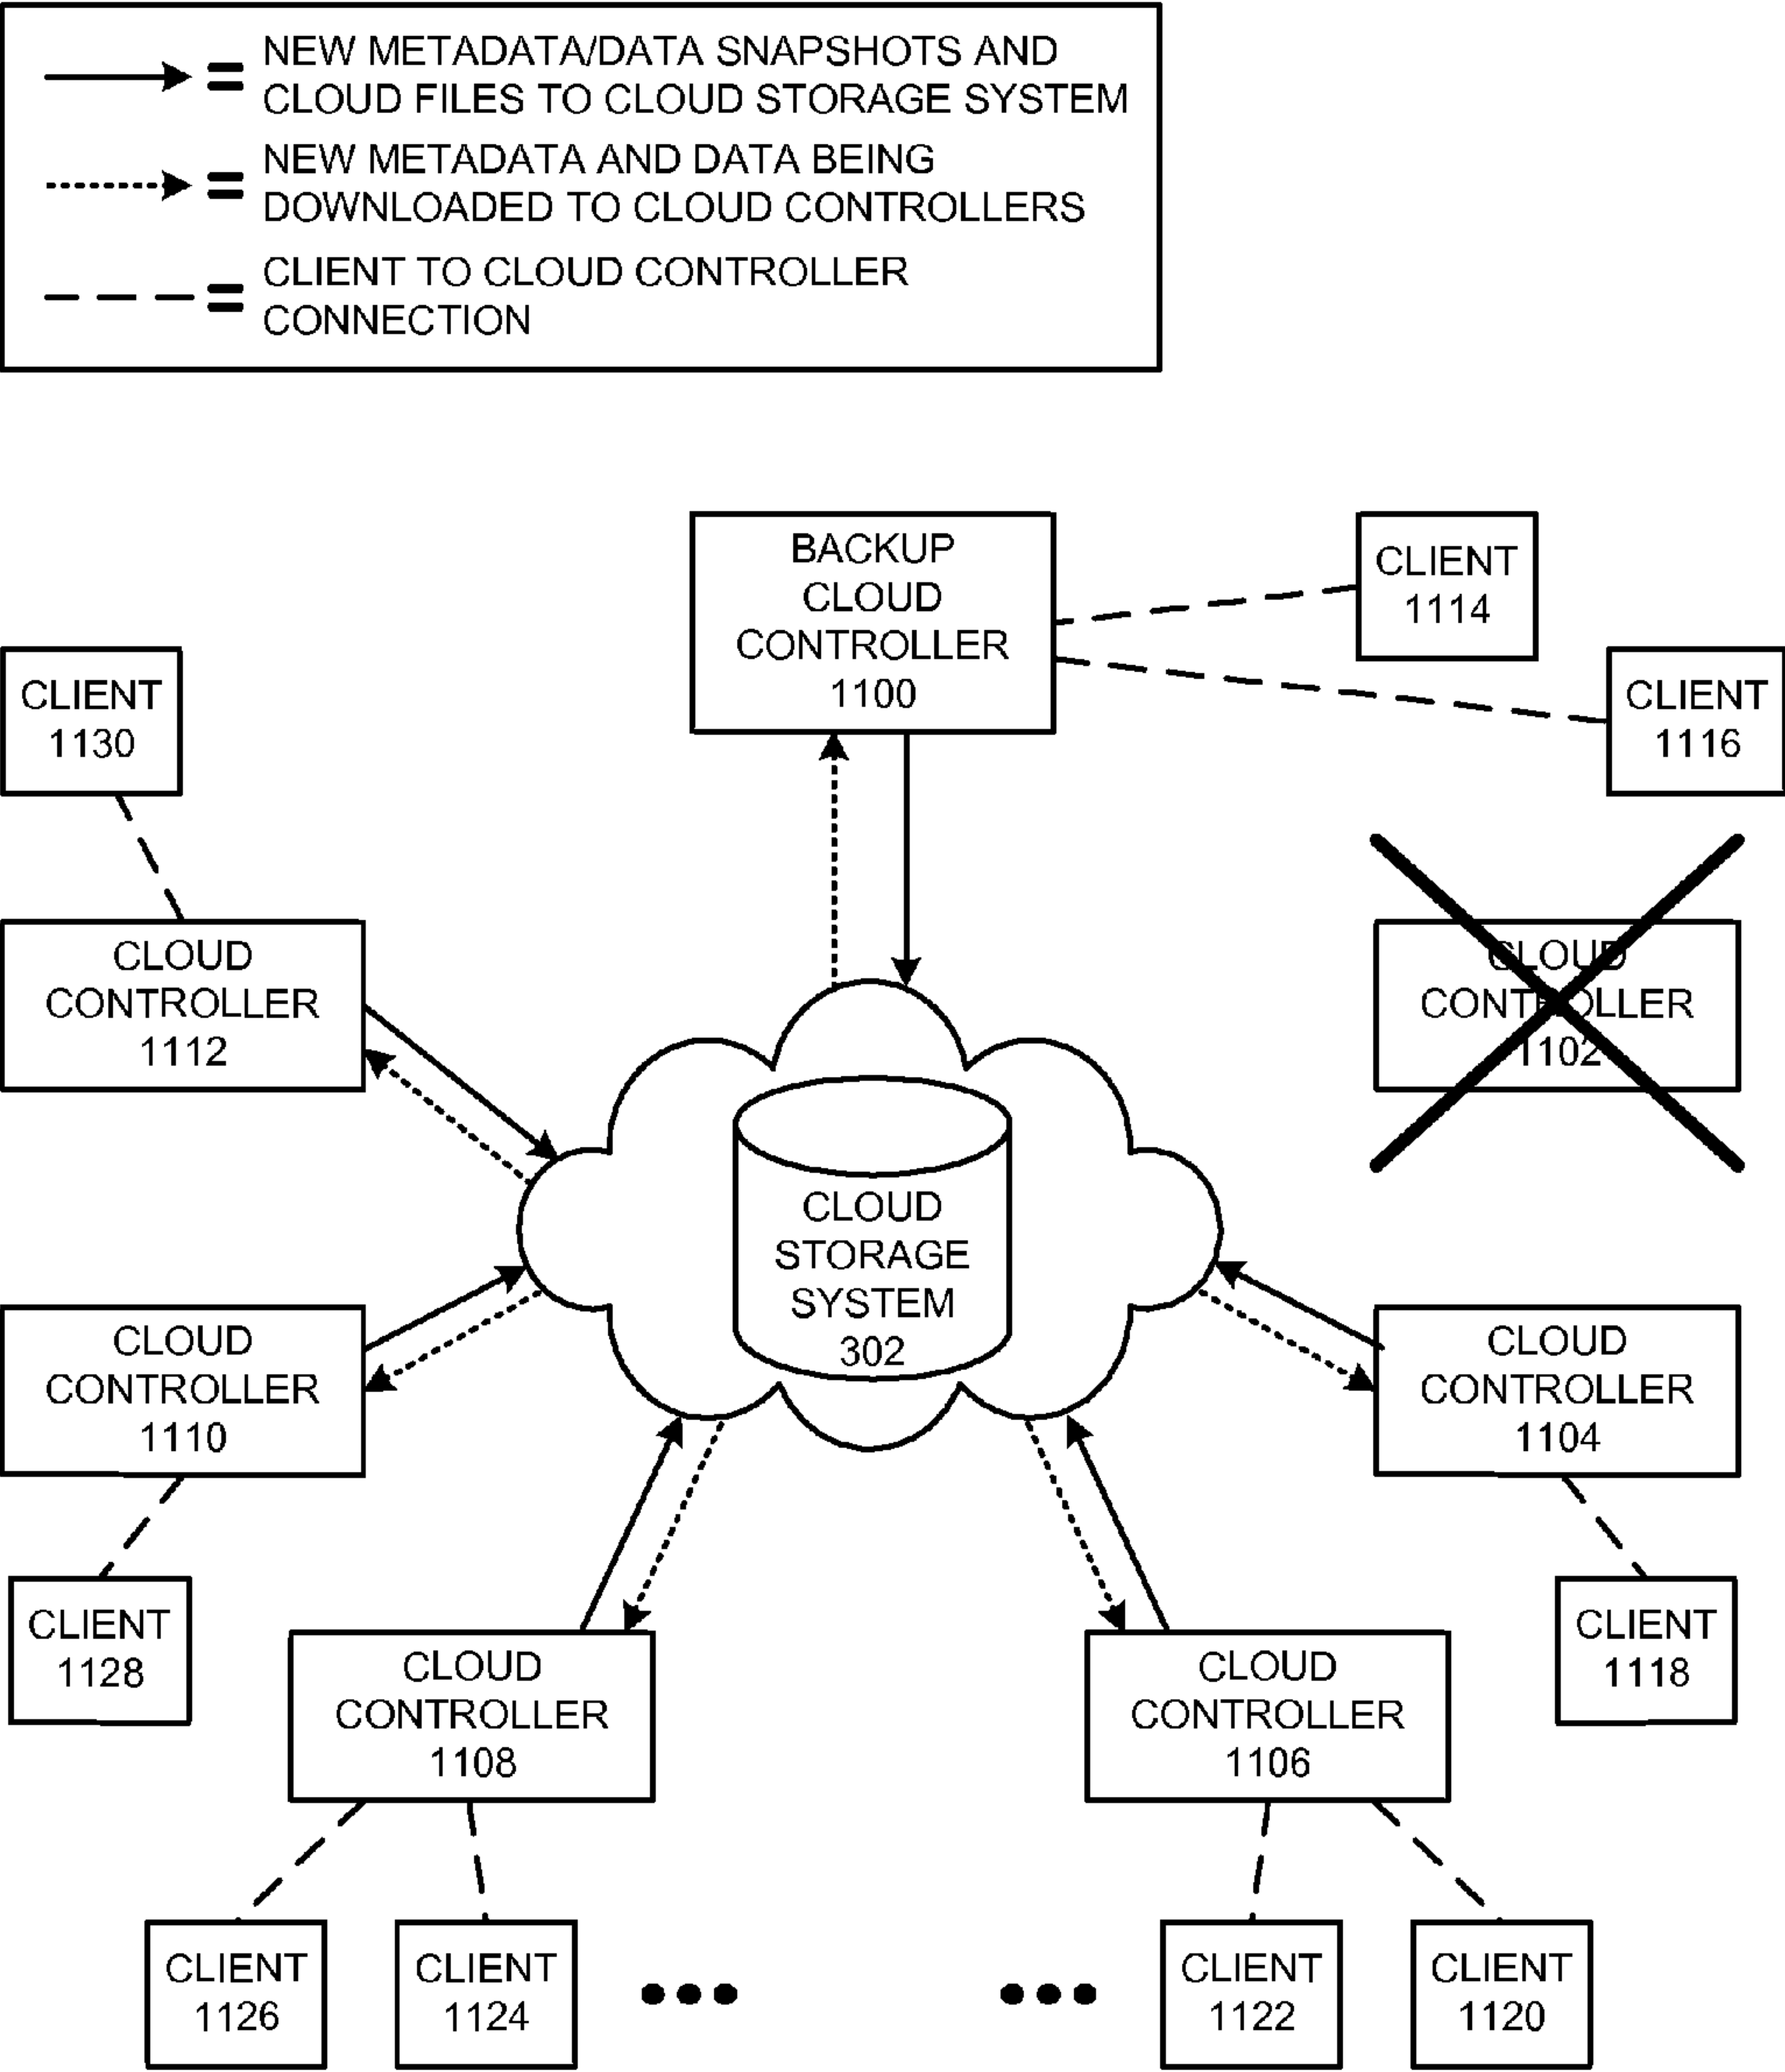 = NEW METADATA/DATA SNAPSHOTS AND
CLOUD FILES TO CLOUD STORAGE SYSTEM
= NEW METADATA AND DATA BEING
DOWNLOADED TO CLOUD CONTROLLERS
= CLIENT TO CLOUD CONTROLLER
CONNECTION
BACKUP
CLOUD
CONTROLLER
1100
CLIENT
1114
CLIENT
1116
CLIENT
1130
CLOUD
CONTROLLER
1112
CLOUD
CONTROLLER
1102
CLOUD
STORAGE
SYSTEM
302
CLOUD
CONTROLLER
1110
CLOUD
CONTROLLER
1104
CLIENT
1128
CLIENT
1118
CLOUD
CONTROLLER
1108
CLOUD
CONTROLLER
1106
CLIENT
1126
CLIENT
1124
CLIENT
1122
CLIENT
1120